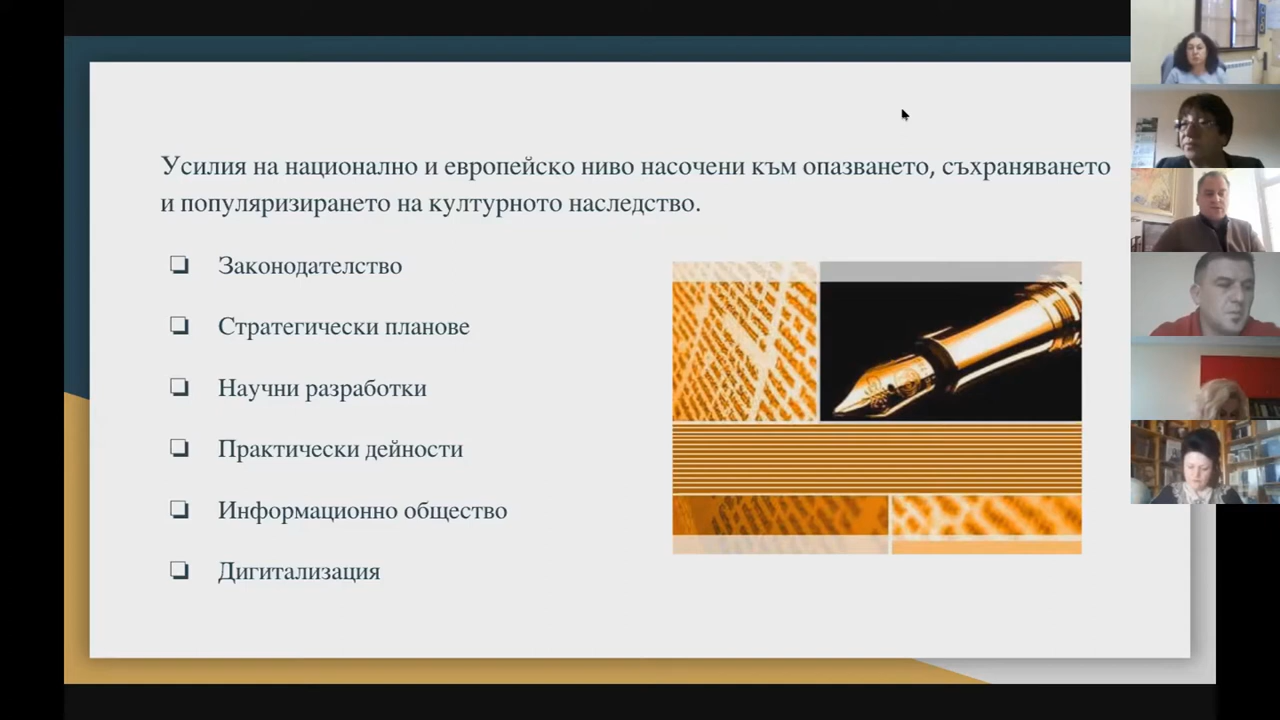 Усилия на национално и европейско ниво насочени към опазването, съхраняването
и популяризирането на културното наследство.
Законодателство
Стратегически планове
Научни разработки
Практически дейности
Информационно общество
Дигитализация